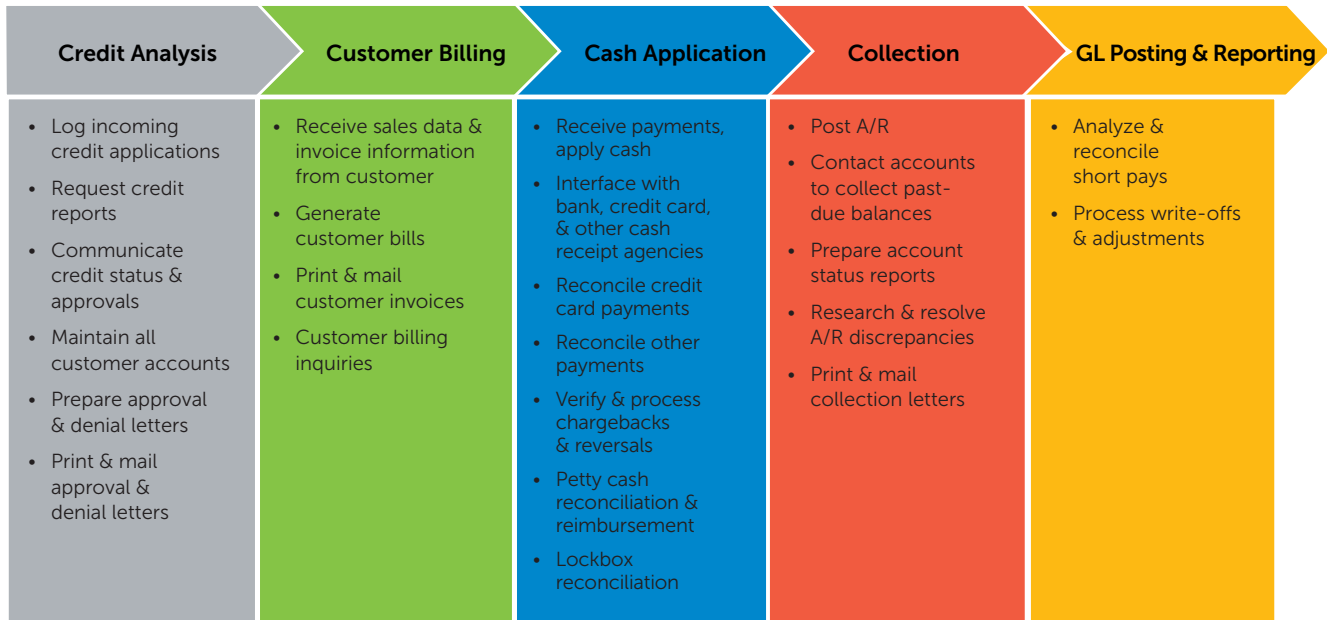 Credit Analysis
Customer Billing
Cash Application
Collection
GL Posting & Reporting
• Log incoming
credit applications
• Request credit
reports
• Communicate
credit status &
approvals
• Maintain all
customer accounts
• Prepare approval
& denial letters
• Print & mail
approval &
denial letters
• Receive sales data &
invoice information
from customer
• Generate
customer bills
• Print & mail
customer invoices
• Customer billing
inquiries
• Receive payments,
apply cash
• Interface with
bank, credit card,
& other cash
receipt agencies
• Reconcile credit
card payments
• Reconcile other
payments
• Verify & process
chargebacks
& reversals
• Petty cash
reconciliation &
reimbursement
• Lockbox
reconciliation
• Post A/R
• Contact accounts
to collect past-
due balances
• Prepare account
status reports
• Research & resolve
A/R discrepancies
• Print & mail
collection letters
• Analyze &
reconcile
short pays
• Process write-offs
& adjustments